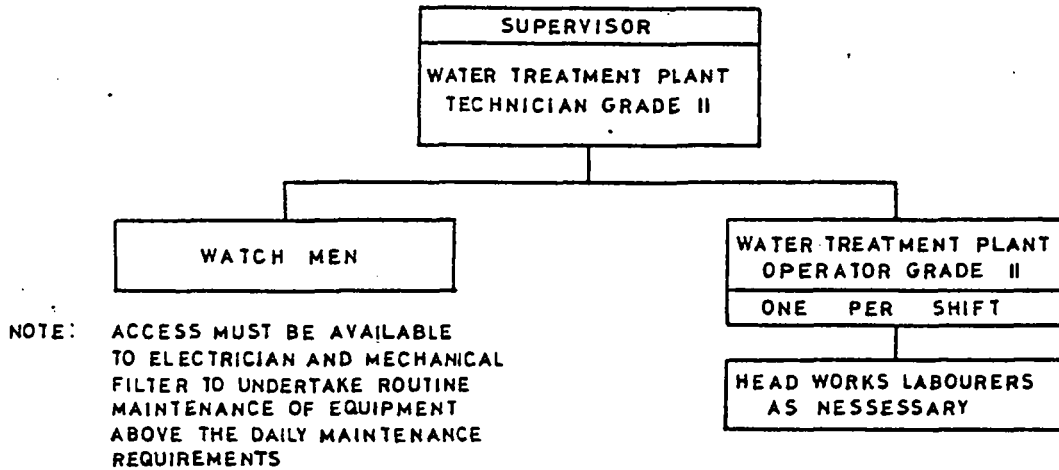 SUPERVISOR
WATER TREATMENT PLANT
TECHNICIAN GRADE II
WATCH MEN
WATER TREATMENT PLANT
OPERATOR GRADE II
ONE PER SHIFT
HEAD WORKS LABOURERS
AS NESSESSARY
NOTE: ACCESS MUST BE AVAILABLE
TO ELECTRICIAN AND MECHANICAL
FILTER TO UNDERTAKE ROUTINE
MAINTENANCE OF EQUIPMENT
ABOVE THE DAILY MAINTENANCE
REQUIREMENTS